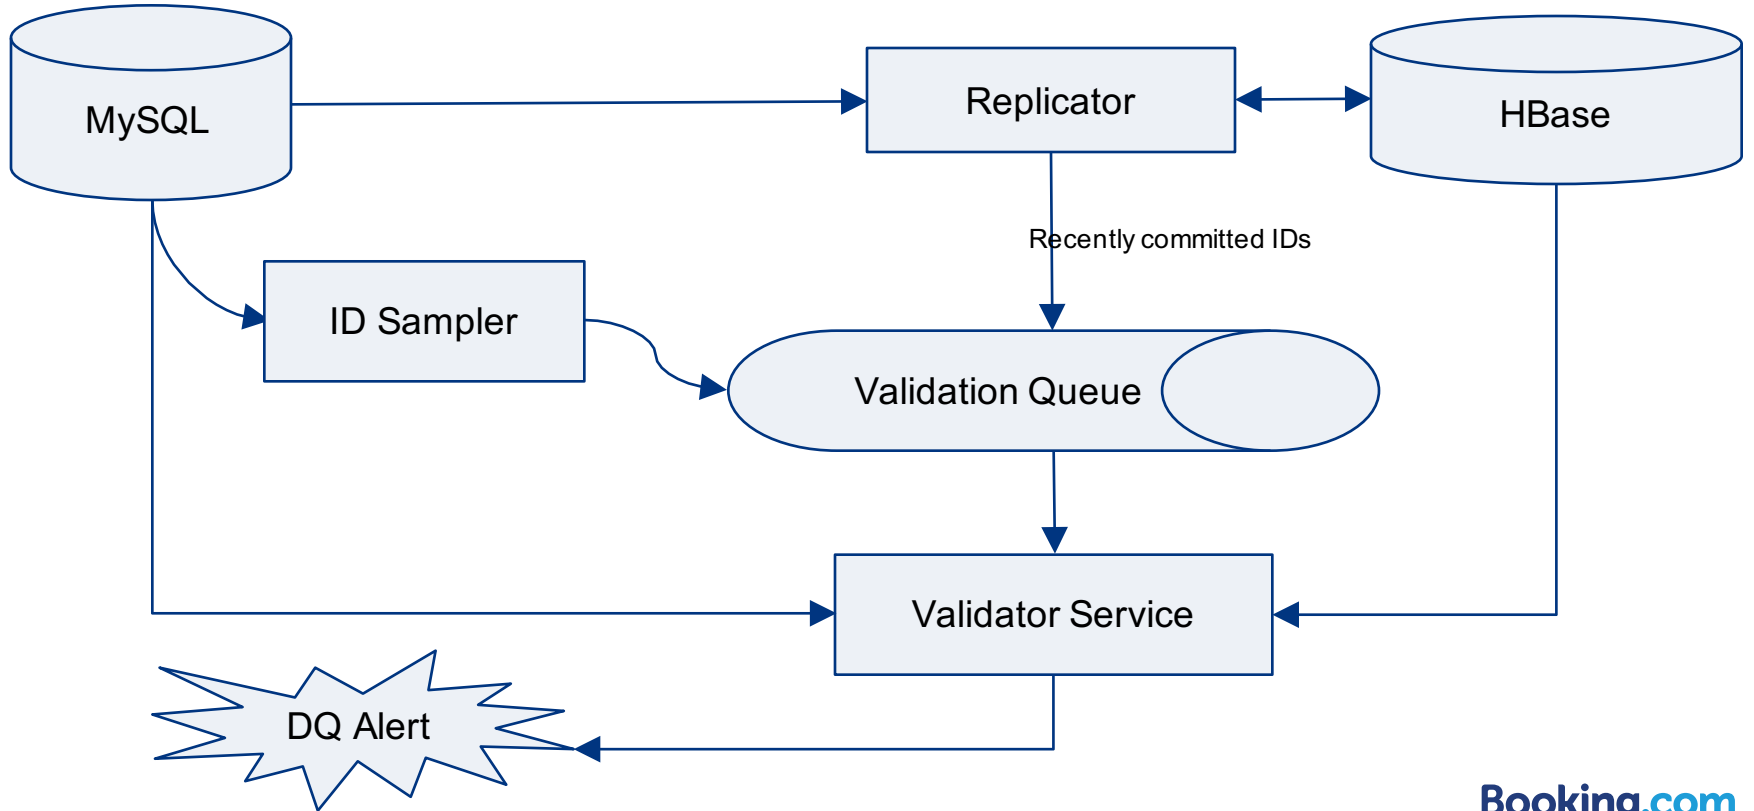 MySQL
Replicator
HBase
Recently committed IDs
ID Sampler
Validation Queue
Validator Service
DQ Alert
Booking.com